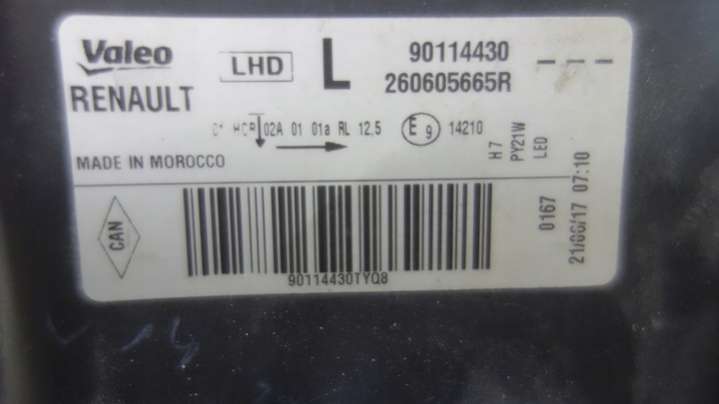 Valeo LHD L 90114430 - - -
RENAULT 260605665R
HCR 02A 01 01a RL 12,5 E 9 14210
MADE IN MOROCCO
H7
PY21W
LED
CAN
0167
21/06/17 07:10
90114430TYQ8